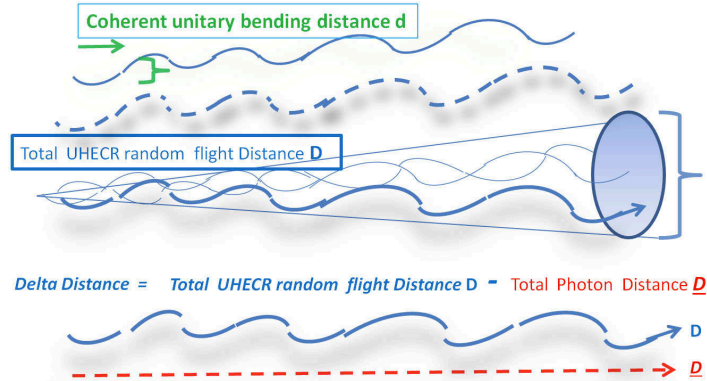 Coherent unitary bending distance d
Total UHECR random flight Distance D
Delta Distance = Total UHECR random flight Distance D - Total Photon Distance D
D
D